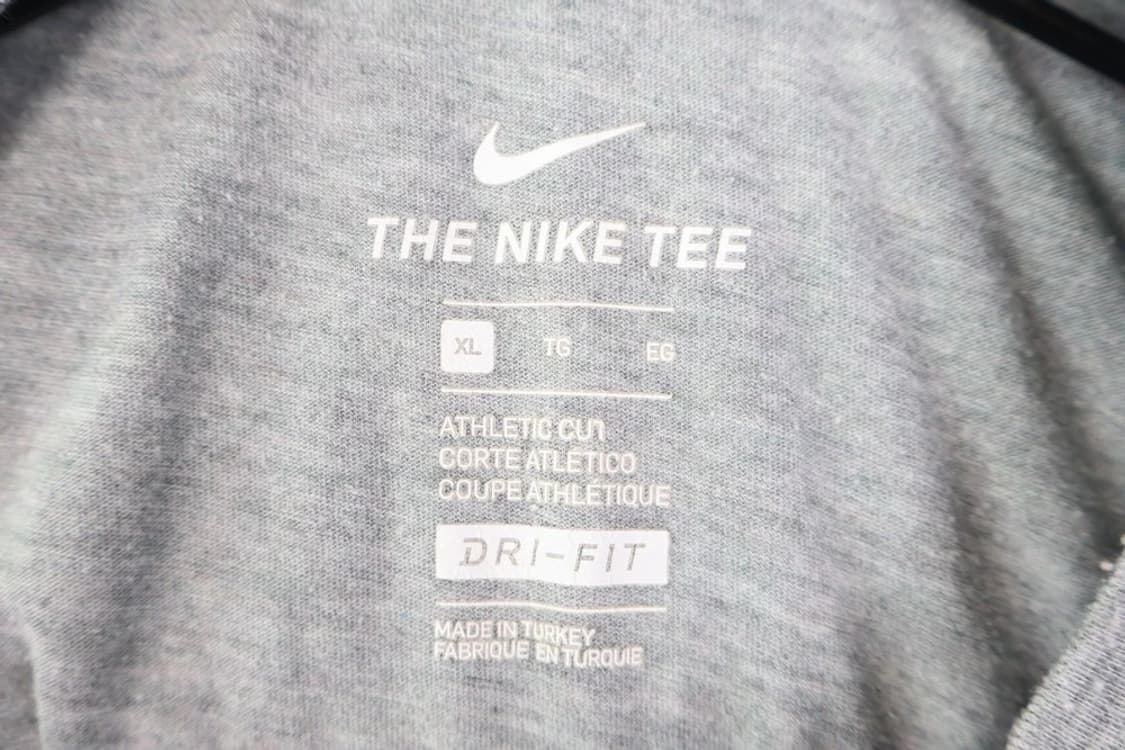 THE NIKE TEE
XL TG EG
ATHLETIC CUT
CORTE ATLÉTICO
COUPE ATHLÉTIQUE
DRI-FIT
MADE IN TURKEY
FABRIQUÉ EN TURQUIE